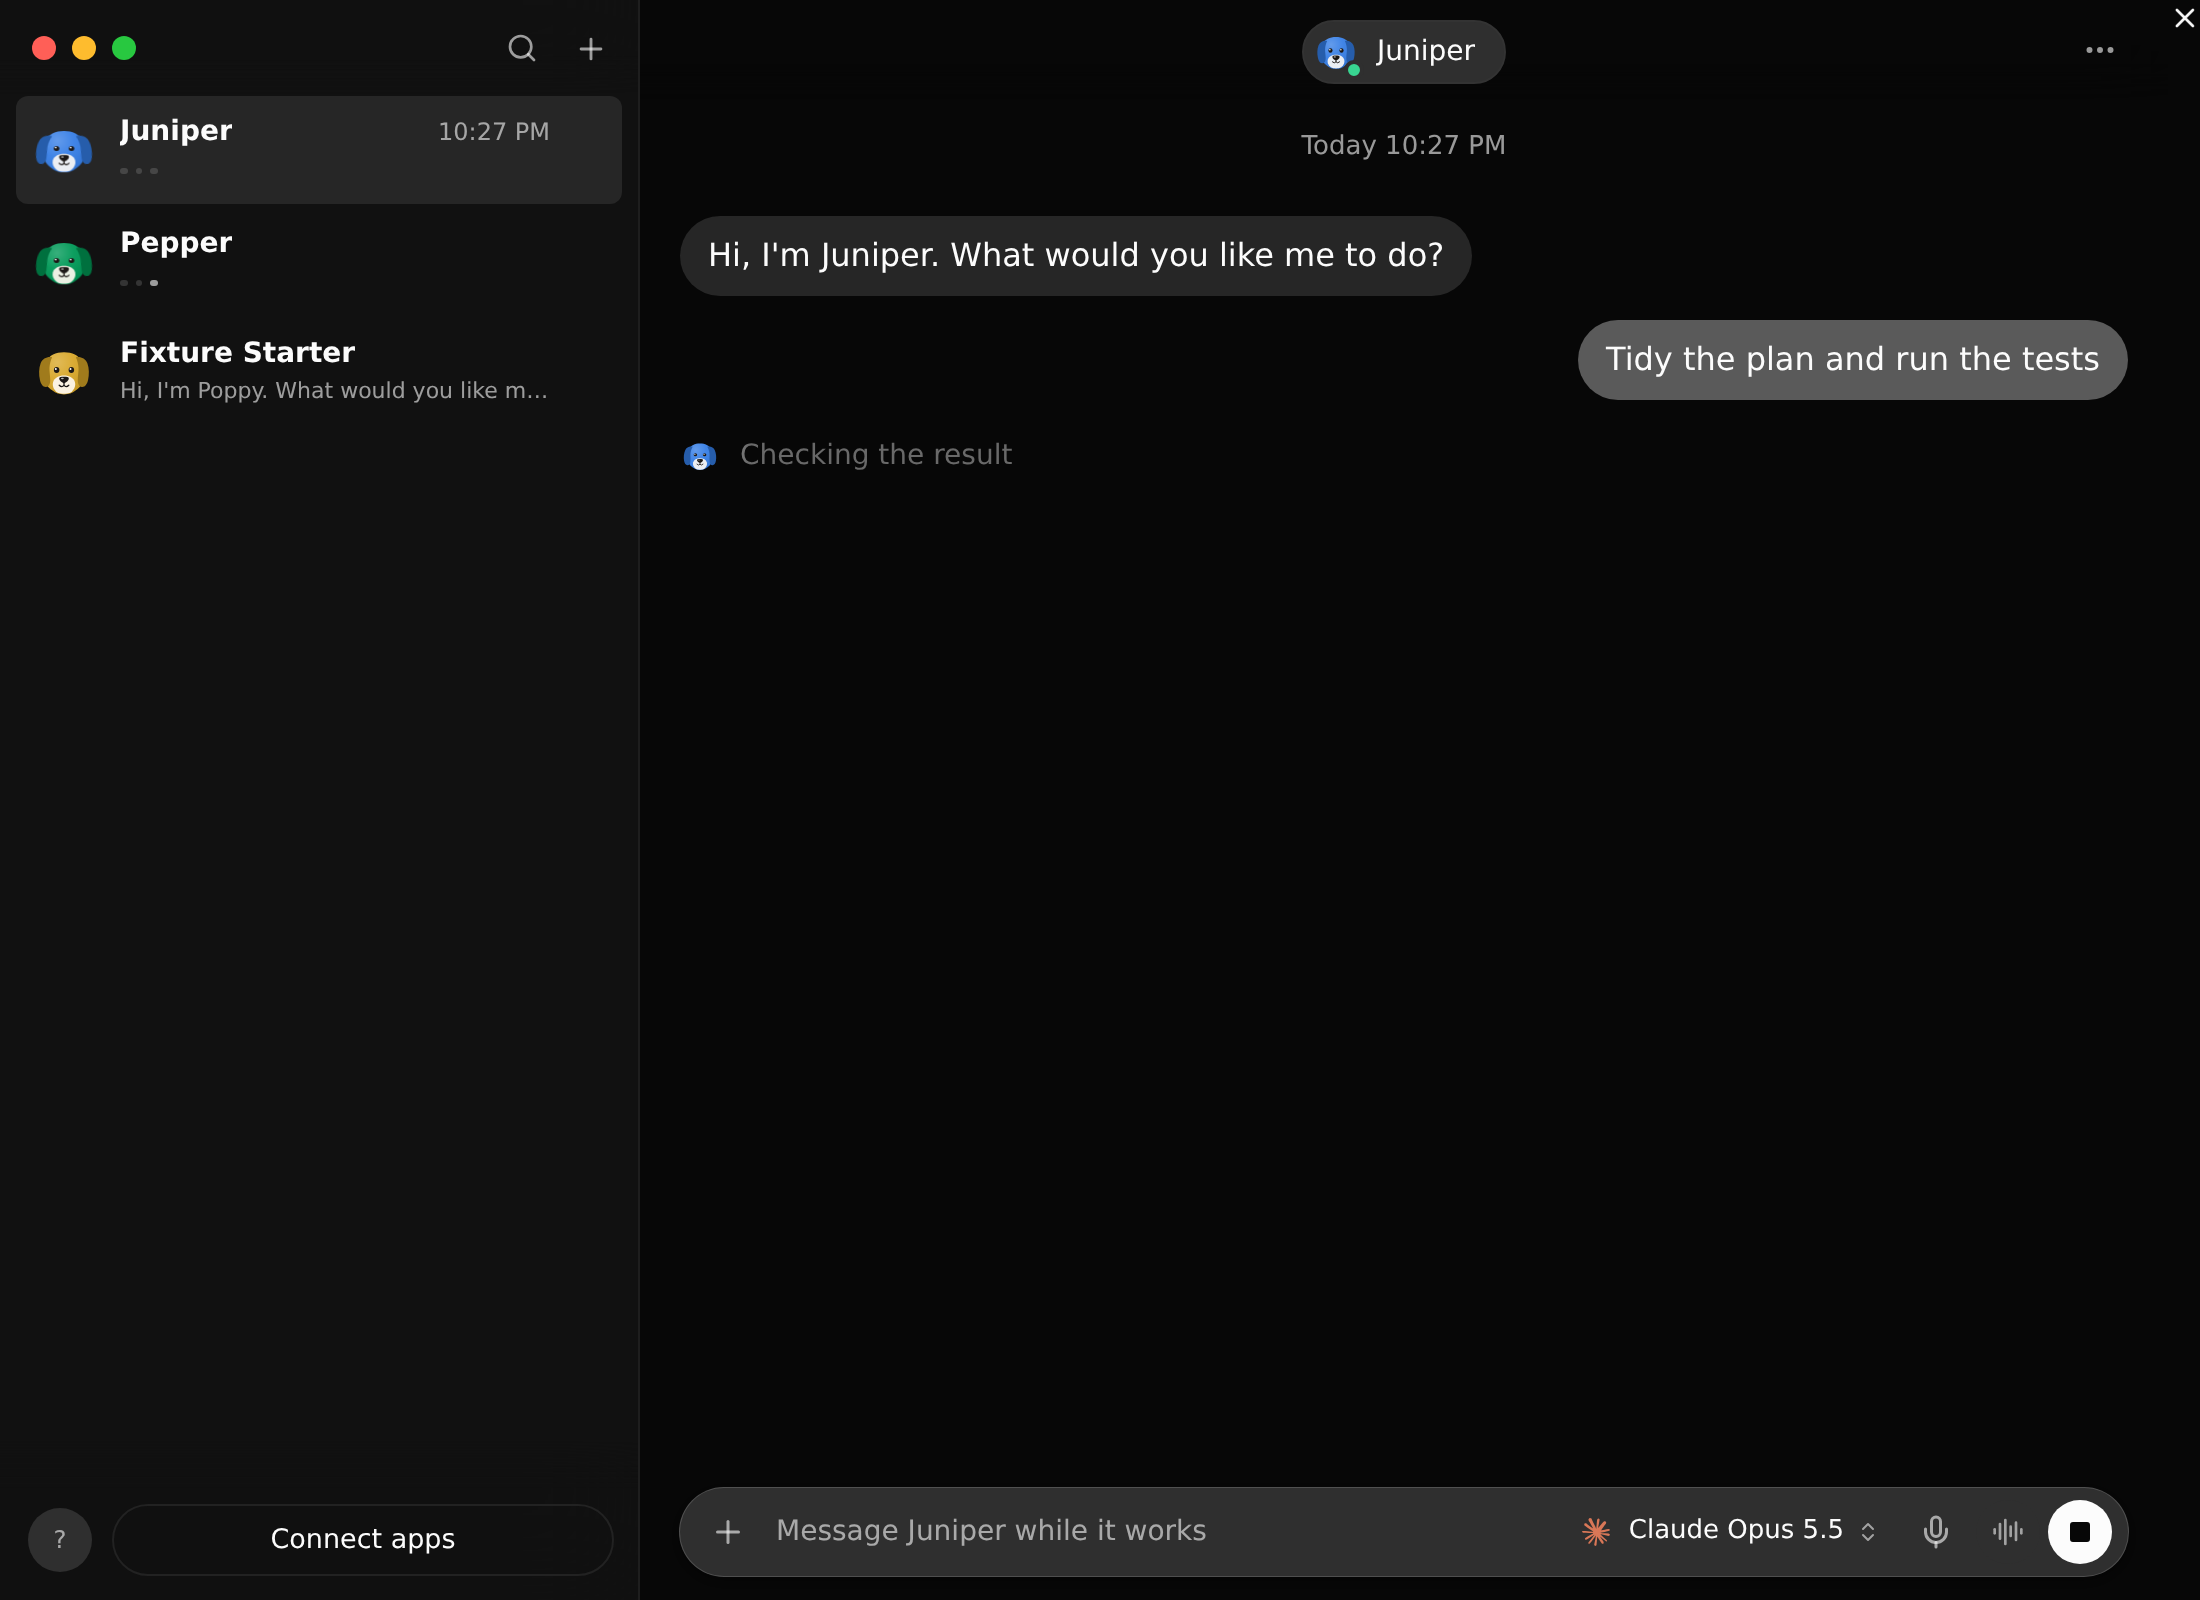 Juniper
10:27 PM
Pepper
Fixture Starter
Hi, I'm Poppy. What would you like m...
?
Connect apps
Juniper
Today 10:27 PM
Hi, I'm Juniper. What would you like me to do?
Tidy the plan and run the tests
Checking the result
Message Juniper while it works
Claude Opus 5.5